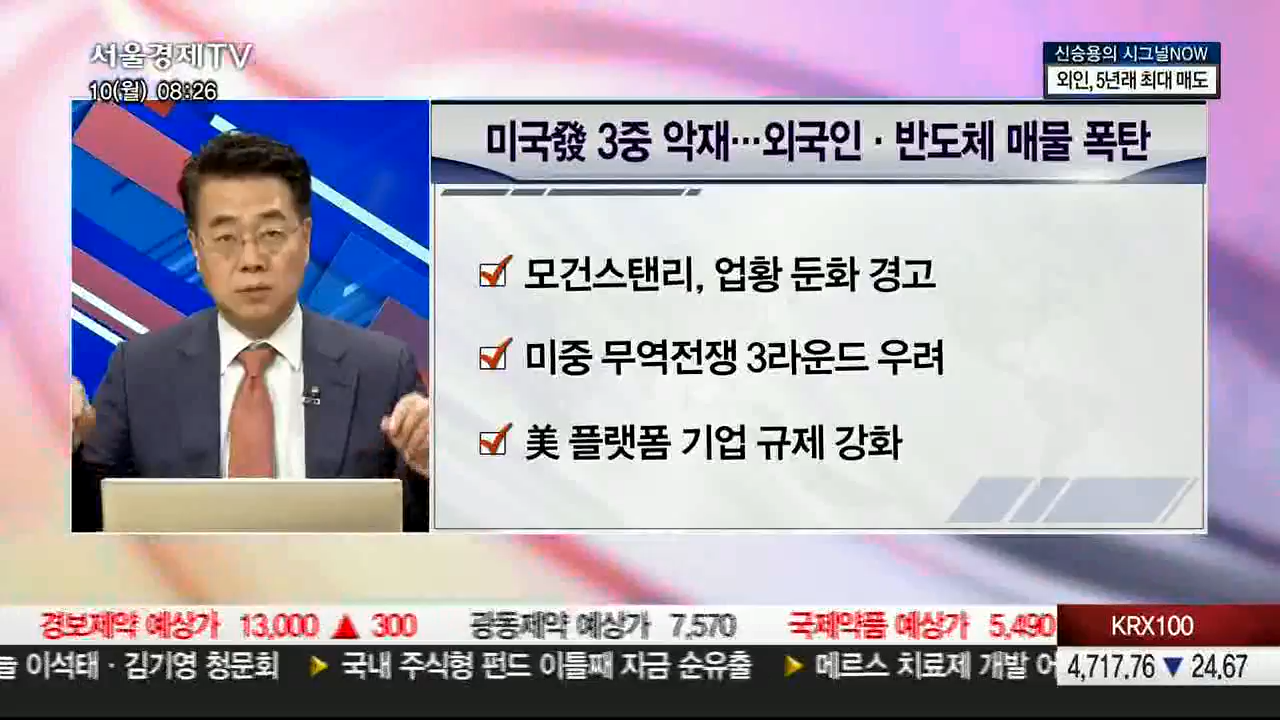 서울경제TV
10(월) 08:26
신승용의 시그널NOW
외인, 5년래 최대 매도
미국發 3중 악재…외국인·반도체 매물 폭탄
모건스탠리, 업황 둔화 경고
미중 무역전쟁 3라운드 우려
美 플랫폼 기업 규제 강화
경보제약 예상가 13,000 ▲ 300 광동제약 예상가 7,570 국제약품 예상가 5,490
KRX100
늘 이석태·김기영 청문회 ▶ 국내 주식형 펀드 이틀째 자금 순유출 ▶ 메르스 치료제 개발
4,717.76 ▼ 24.67